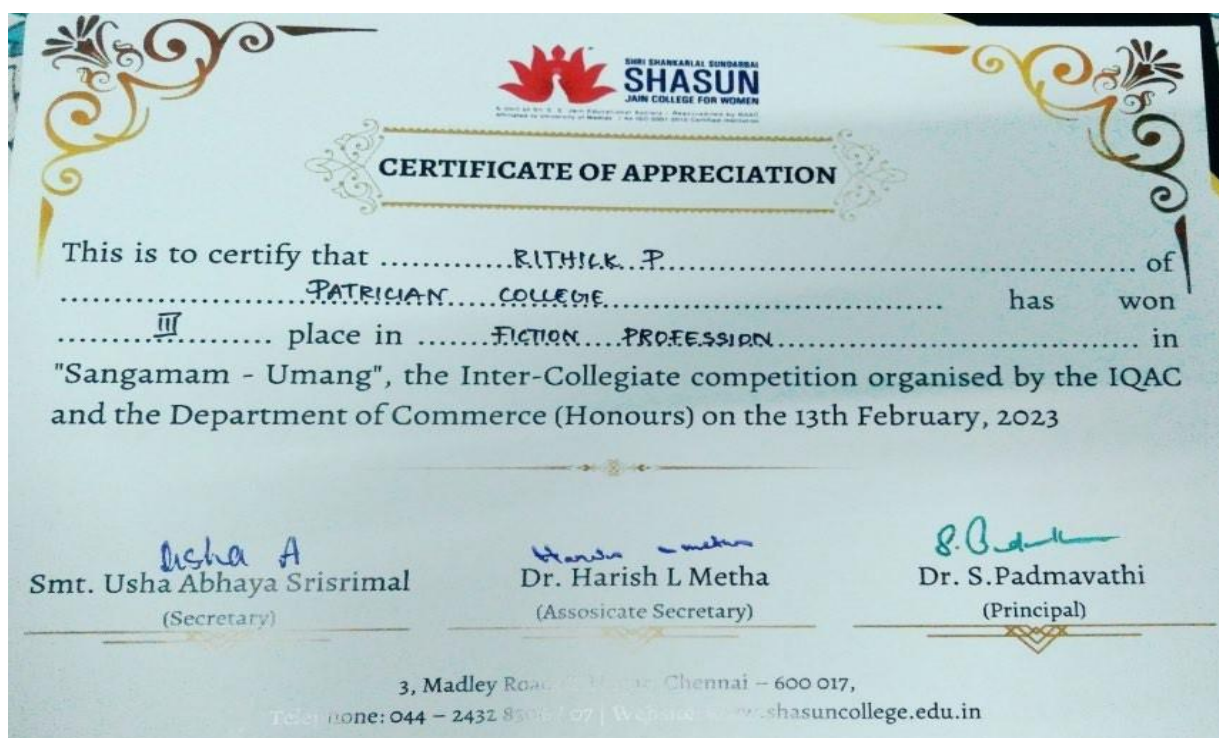 SHRI SHANKARLAL SUNDARBAI
SHASUN
JAIN COLLEGE FOR WOMEN
CERTIFICATE OF APPRECIATION
This is to certify that ............. RITHICK P ............. of
............. PATRICIAN COLLEGE ............. has won
............. III ............. place in ............. FICTION PROFESSION ............. in
"Sangamam - Umang", the Inter-Collegiate competition organised by the IQAC
and the Department of Commerce (Honours) on the 13th February, 2023
Usha A
Smt. Usha Abhaya Srisrimal
(Secretary)
Dr. Harish L Metha
(Assosicate Secretary)
Dr. S.Padmavathi
(Principal)
3, Madley Road Chennai – 600 017,
044 – 2432 shasuncollege.edu.in